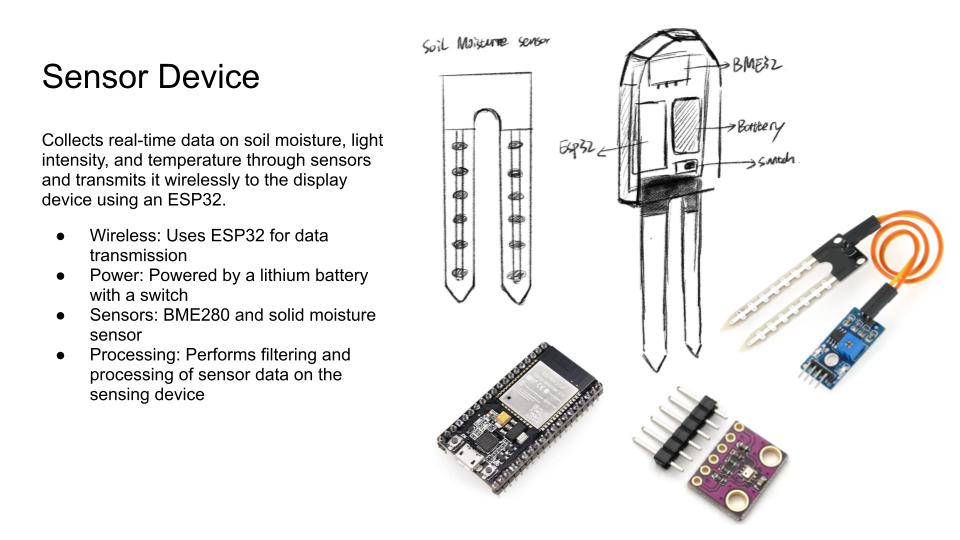 Sensor Device
Collects real-time data on soil moisture, light
intensity, and temperature through sensors
and transmits it wirelessly to the display
device using an ESP32.
● Wireless: Uses ESP32 for data
transmission
● Power: Powered by a lithium battery
with a switch
● Sensors: BME280 and solid moisture
sensor
● Processing: Performs filtering and
processing of sensor data on the
sensing device
Soil Moisture sensor
BME32
Battery
Esp32
Switch.